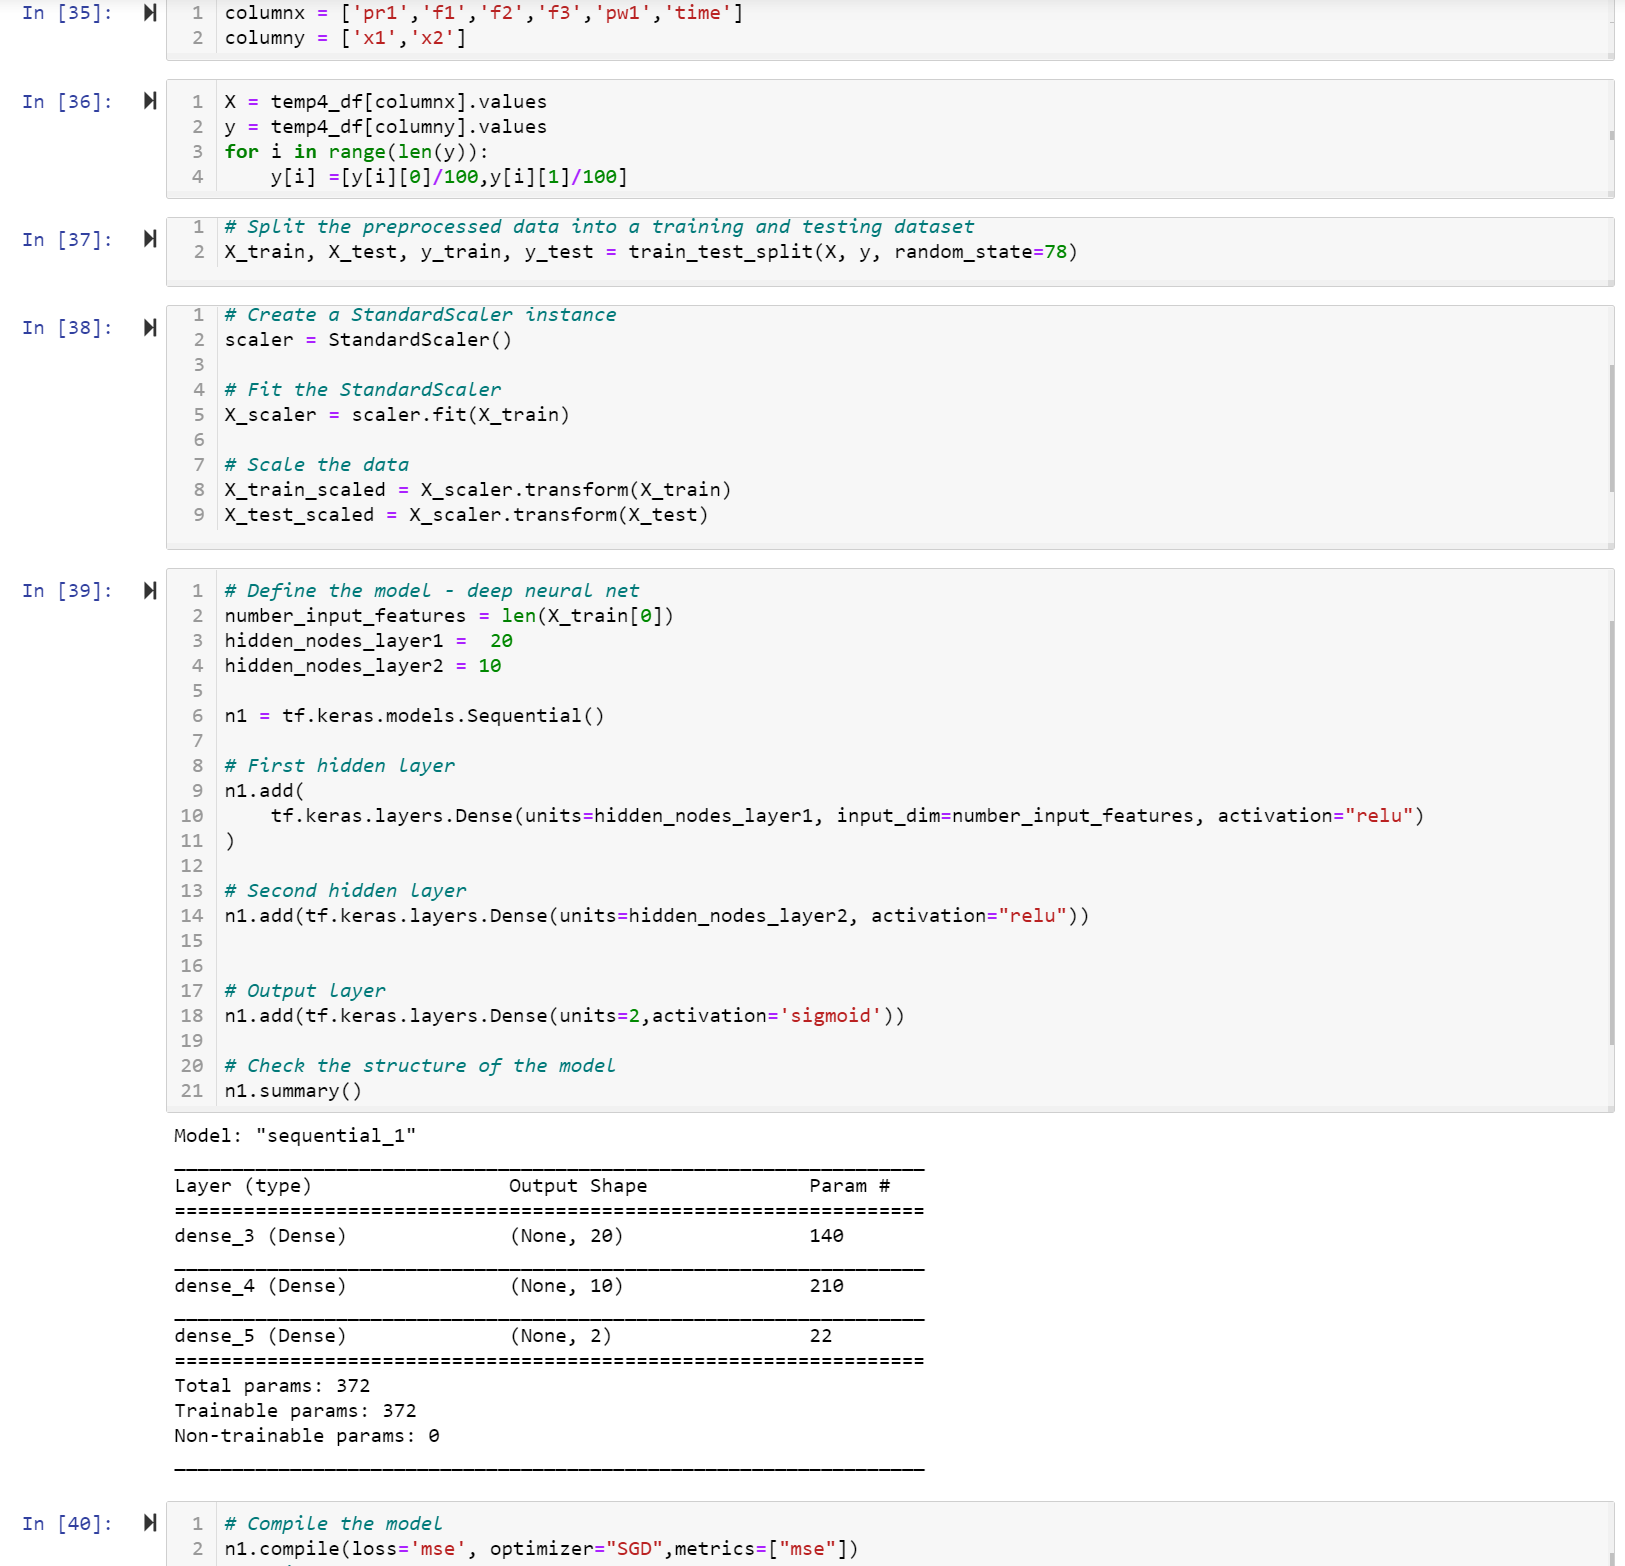 In [35]:
1 columnx = ['pr1','f1','f2','f3','pw1','time']
2 columny = ['x1','x2']
In [36]:
1 X = temp4_df[columnx].values
2 y = temp4_df[columny].values
3 for i in range(len(y)):
4     y[i] =[y[i][0]/100,y[i][1]/100]
In [37]:
1 # Split the preprocessed data into a training and testing dataset
2 X_train, X_test, y_train, y_test = train_test_split(X, y, random_state=78)
In [38]:
1 # Create a StandardScaler instance
2 scaler = StandardScaler()
3
4 # Fit the StandardScaler
5 X_scaler = scaler.fit(X_train)
6
7 # Scale the data
8 X_train_scaled = X_scaler.transform(X_train)
9 X_test_scaled = X_scaler.transform(X_test)
In [39]:
1 # Define the model - deep neural net
2 number_input_features = len(X_train[0])
3 hidden_nodes_layer1 =  20
4 hidden_nodes_layer2 = 10
5
6 n1 = tf.keras.models.Sequential()
7
8 # First hidden layer
9 n1.add(
10     tf.keras.layers.Dense(units=hidden_nodes_layer1, input_dim=number_input_features, activation="relu")
11 )
12
13 # Second hidden layer
14 n1.add(tf.keras.layers.Dense(units=hidden_nodes_layer2, activation="relu"))
15
16
17 # Output layer
18 n1.add(tf.keras.layers.Dense(units=2,activation='sigmoid'))
19
20 # Check the structure of the model
21 n1.summary()
Model: "sequential_1"
_________________________________________________________________
Layer (type)                 Output Shape              Param #
=================================================================
dense_3 (Dense)              (None, 20)                140
_________________________________________________________________
dense_4 (Dense)              (None, 10)                210
_________________________________________________________________
dense_5 (Dense)              (None, 2)                 22
=================================================================
Total params: 372
Trainable params: 372
Non-trainable params: 0
_________________________________________________________________
In [40]:
1 # Compile the model
2 n1.compile(loss='mse', optimizer="SGD",metrics=["mse"])